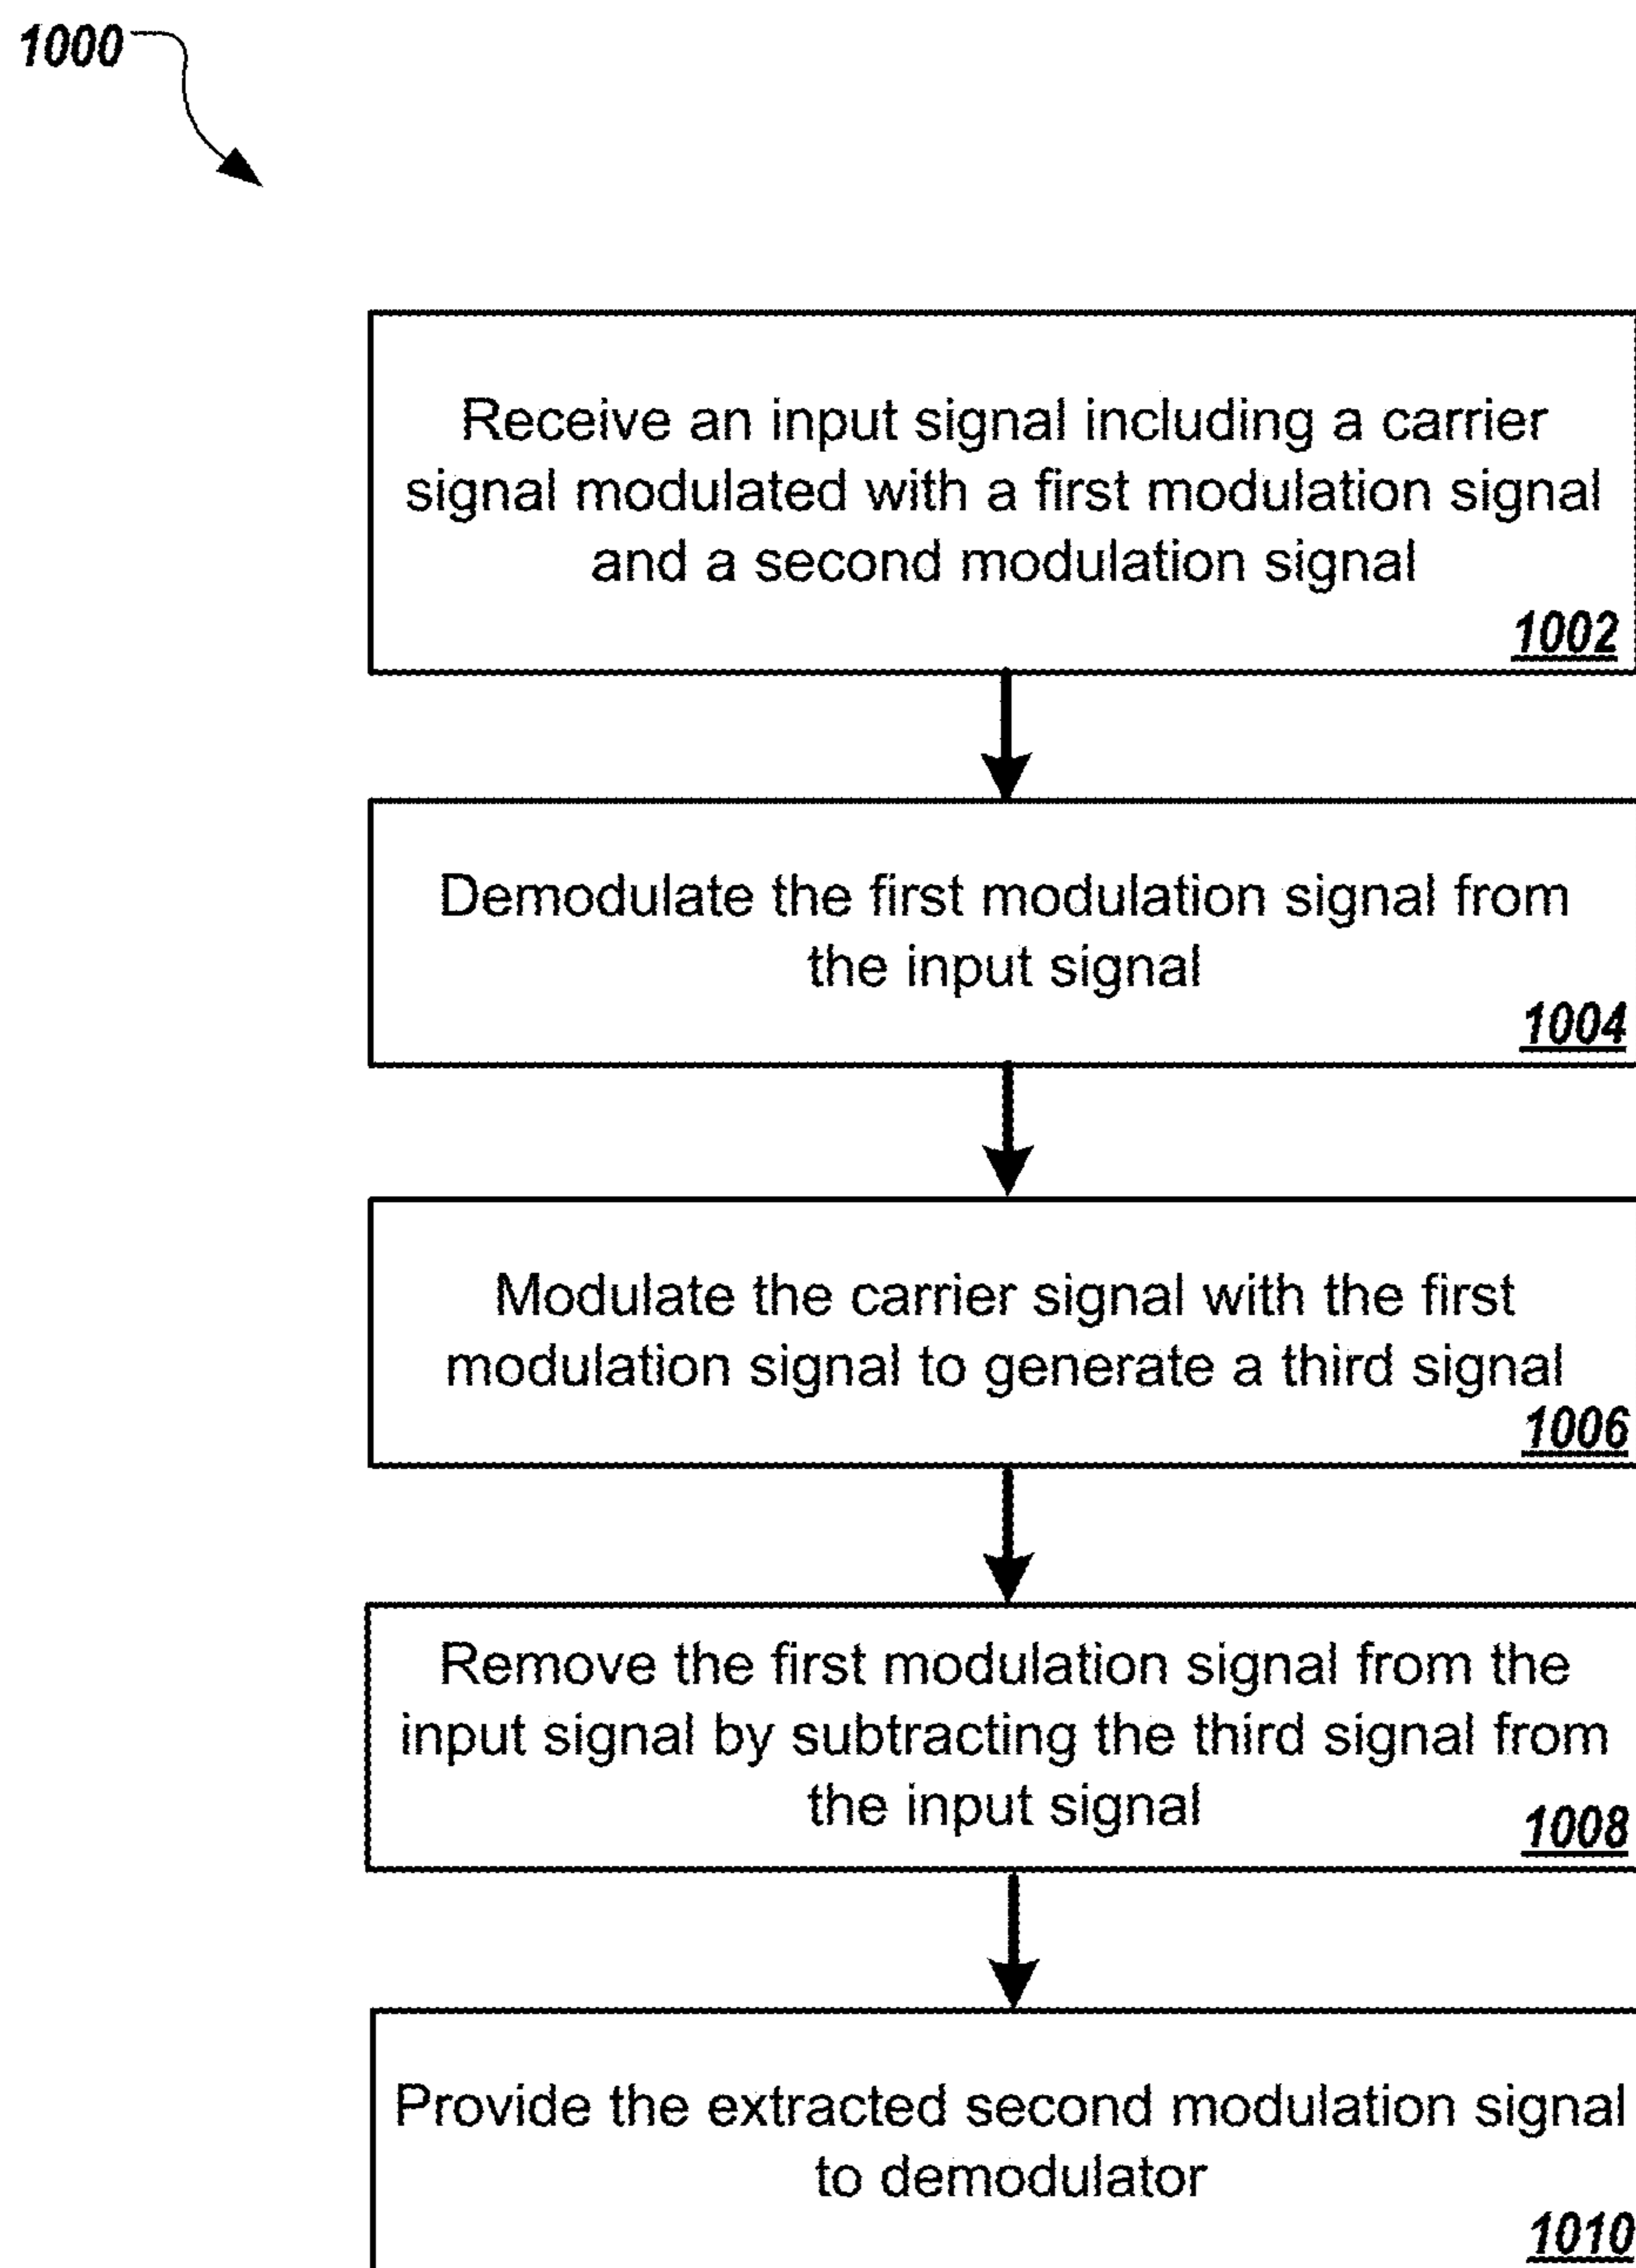 1000
Receive an input signal including a carrier
signal modulated with a first modulation signal
and a second modulation signal
1002
Demodulate the first modulation signal from
the input signal
1004
Modulate the carrier signal with the first
modulation signal to generate a third signal
1006
Remove the first modulation signal from the
input signal by subtracting the third signal from
the input signal
1008
Provide the extracted second modulation signal
to demodulator
1010